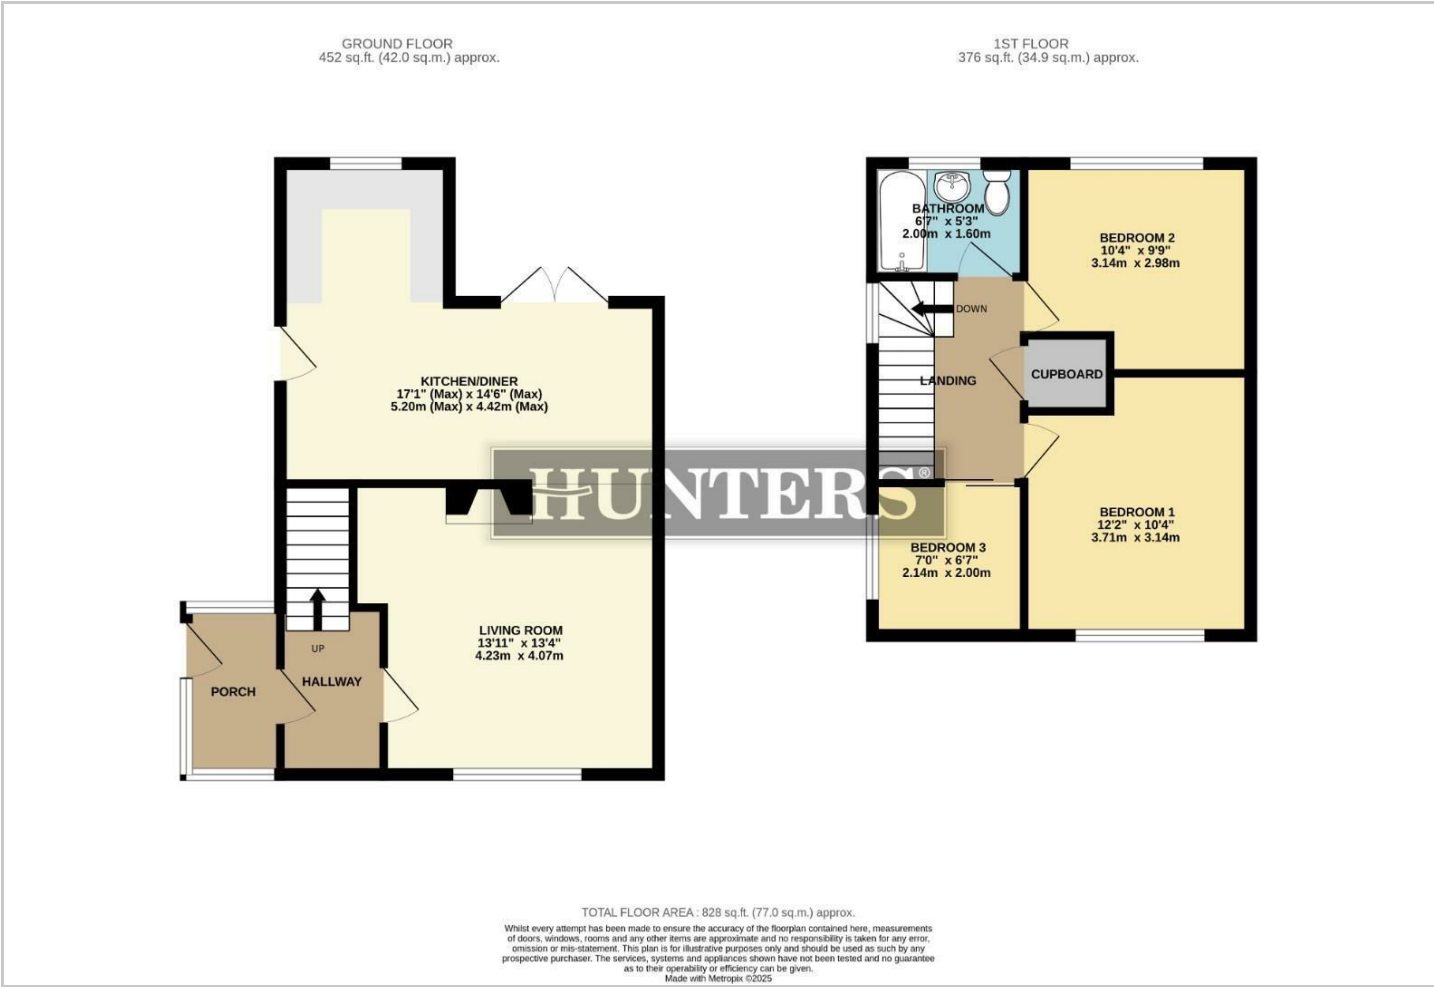 GROUND FLOOR
452 sq.ft. (42.0 sq.m.) approx.
1ST FLOOR
376 sq.ft. (34.9 sq.m.) approx.
KITCHEN/DINER
17'1" (Max) x 14'6" (Max)
5.20m (Max) x 4.42m (Max)
LIVING ROOM
13'11" x 13'4"
4.23m x 4.07m
UP
HALLWAY
PORCH
BATHROOM
6'7" x 5'3"
2.00m x 1.60m
BEDROOM 2
10'4" x 9'9"
3.14m x 2.98m
DOWN
LANDING
CUPBOARD
BEDROOM 1
12'2" x 10'4"
3.71m x 3.14m
BEDROOM 3
7'0" x 6'7"
2.14m x 2.00m
HUNTERS®
TOTAL FLOOR AREA : 828 sq.ft. (77.0 sq.m.) approx.
Whilst every attempt has been made to ensure the accuracy of the floorplan contained here, measurements
of doors, windows, rooms and any other items are approximate and no responsibility is taken for any error,
omission or mis-statement. This plan is for illustrative purposes only and should be used as such by any
prospective purchaser. The services, systems and appliances shown have not been tested and no guarantee
as to their operability or efficiency can be given.
Made with Metropix ©2025